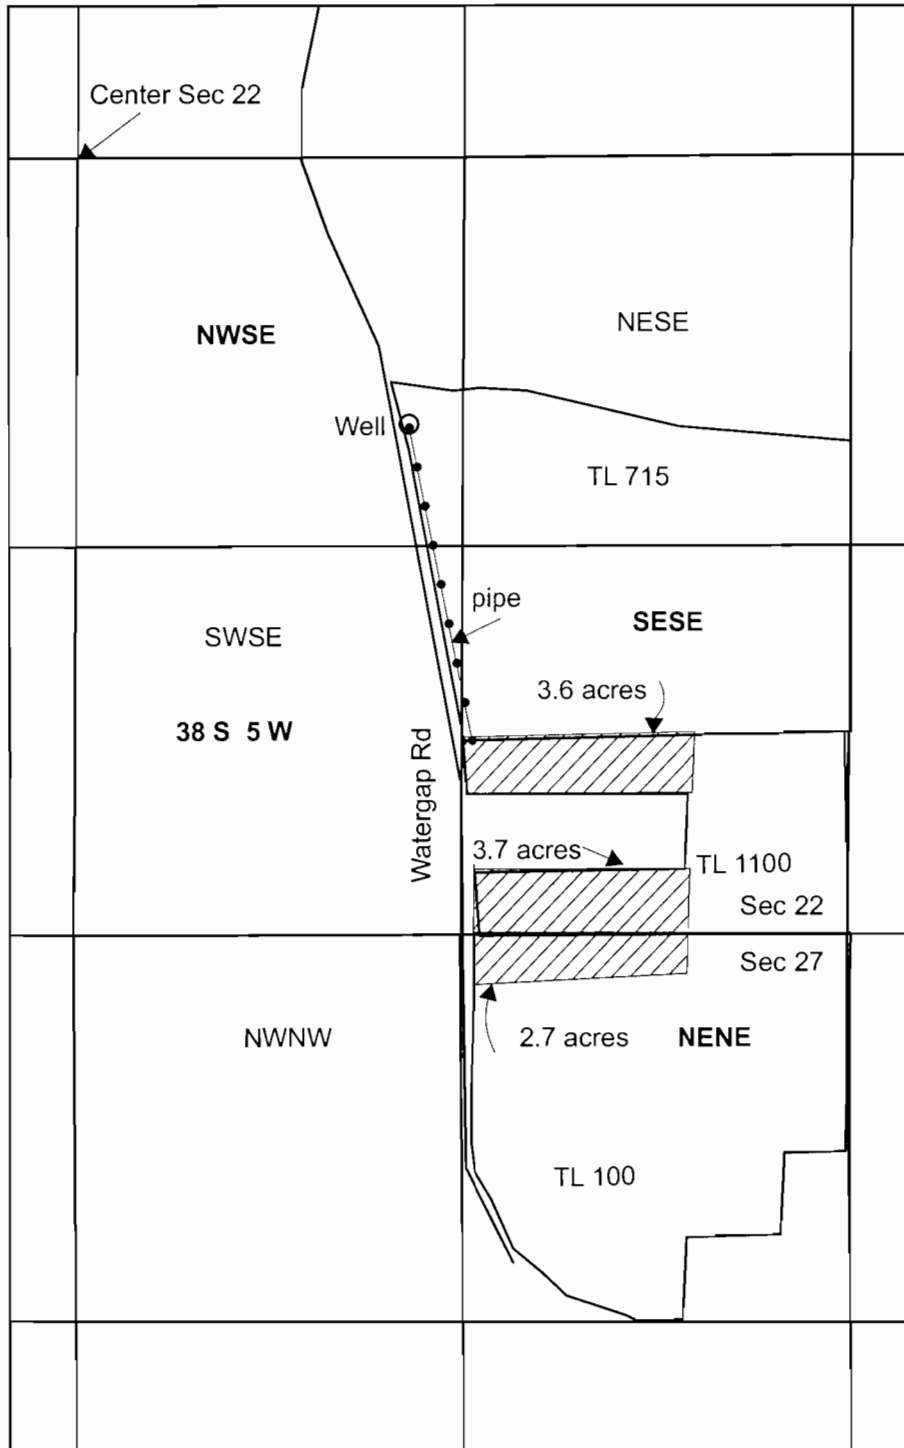 Center Sec 22
NWSE
NESE
Well
TL 715
pipe
SWSE
SESE
3.6 acres
38 S 5 W
Watergap Rd
3.7 acres
TL 1100
Sec 22
Sec 27
NWNW
2.7 acres
NENE
TL 100